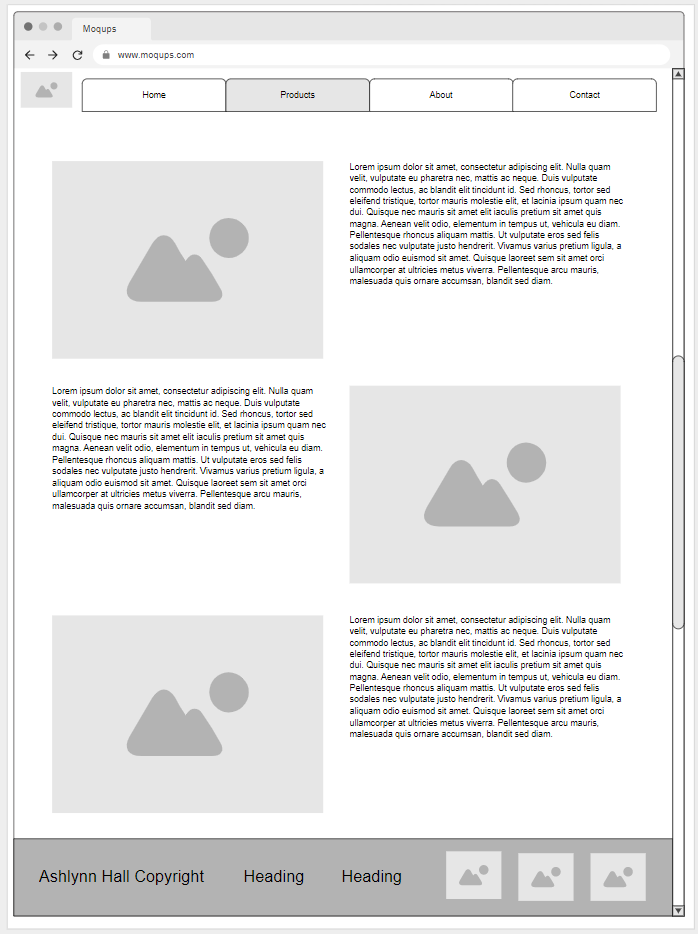 Moqups
www.moqups.com
Home
Products
About
Contact
Lorem ipsum dolor sit amet, consectetur adipiscing elit. Nulla quam
velit, vulputate eu pharetra nec, mattis ac neque. Duis vulputate
commodo lectus, ac blandit elit tincidunt id. Sed rhoncus, tortor sed
eleifend tristique, tortor mauris molestie elit, et lacinia ipsum quam nec
dui. Quisque nec mauris sit amet elit iaculis pretium sit amet quis
magna. Aenean velit odio, elementum in tempus ut, vehicula eu diam.
Pellentesque rhoncus aliquam mattis. Ut vulputate eros sed felis
sodales nec vulputate justo hendrerit. Vivamus varius pretium ligula, a
aliquam odio euismod sit amet. Quisque laoreet sem sit amet orci
ullamcorper at ultricies metus viverra. Pellentesque arcu mauris,
malesuada quis ornare accumsan, blandit sed diam.
Lorem ipsum dolor sit amet, consectetur adipiscing elit. Nulla quam
velit, vulputate eu pharetra nec, mattis ac neque. Duis vulputate
commodo lectus, ac blandit elit tincidunt id. Sed rhoncus, tortor sed
eleifend tristique, tortor mauris molestie elit, et lacinia ipsum quam nec
dui. Quisque nec mauris sit amet elit iaculis pretium sit amet quis
magna. Aenean velit odio, elementum in tempus ut, vehicula eu diam.
Pellentesque rhoncus aliquam mattis. Ut vulputate eros sed felis
sodales nec vulputate justo hendrerit. Vivamus varius pretium ligula, a
aliquam odio euismod sit amet. Quisque laoreet sem sit amet orci
ullamcorper at ultricies metus viverra. Pellentesque arcu mauris,
malesuada quis ornare accumsan, blandit sed diam.
Lorem ipsum dolor sit amet, consectetur adipiscing elit. Nulla quam
velit, vulputate eu pharetra nec, mattis ac neque. Duis vulputate
commodo lectus, ac blandit elit tincidunt id. Sed rhoncus, tortor sed
eleifend tristique, tortor mauris molestie elit, et lacinia ipsum quam nec
dui. Quisque nec mauris sit amet elit iaculis pretium sit amet quis
magna. Aenean velit odio, elementum in tempus ut, vehicula eu diam.
Pellentesque rhoncus aliquam mattis. Ut vulputate eros sed felis
sodales nec vulputate justo hendrerit. Vivamus varius pretium ligula, a
aliquam odio euismod sit amet. Quisque laoreet sem sit amet orci
ullamcorper at ultricies metus viverra. Pellentesque arcu mauris,
malesuada quis ornare accumsan, blandit sed diam.
Ashlynn Hall Copyright
Heading
Heading